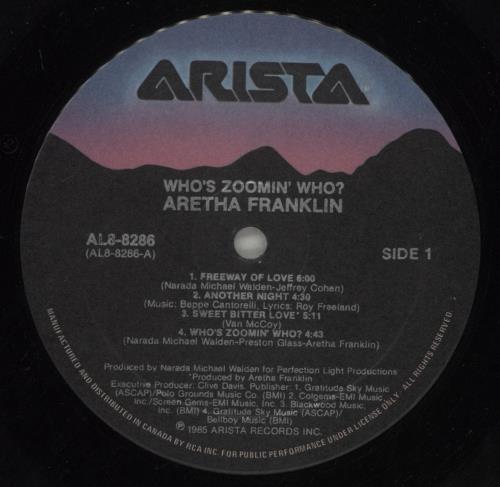 ARISTA
WHO'S ZOOMIN' WHO?
ARETHA FRANKLIN
AL8-8286
(AL8-8286-A)
SIDE 1
1. FREEWAY OF LOVE 6:00
(Narada Michael Walden-Jeffrey Cohen)
2. ANOTHER NIGHT 4:30
(Music: Beppe Cantorelli, Lyrics: Roy Freeland)
3. SWEET BITTER LOVE* 5:11
(Van McCoy)
4. WHO'S ZOOMIN' WHO? 4:43
(Narada Michael Walden-Preston Glass-Aretha Franklin)
Produced by Narada Michael Walden for Perfection Light Productions
*Produced by Aretha Franklin
Executive Producer: Clive Davis. Publisher: 1. Gratitude Sky Music
(ASCAP)/Polo Grounds Music Co. (BMI) 2. Colgems-EMI Music,
Inc./Screen Gems-EMI Music, Inc. 3. Blackwood Music,
Inc. (BMI) 4. Gratitude Sky Music (ASCAP)/
Bellboy Music (BMI)
℗ 1985 ARISTA RECORDS INC.
MANUFACTURED AND DISTRIBUTED IN CANADA BY RCA INC. FOR PUBLIC PERFORMANCE UNDER LICENSE ONLY · ALL RIGHTS RESERVED